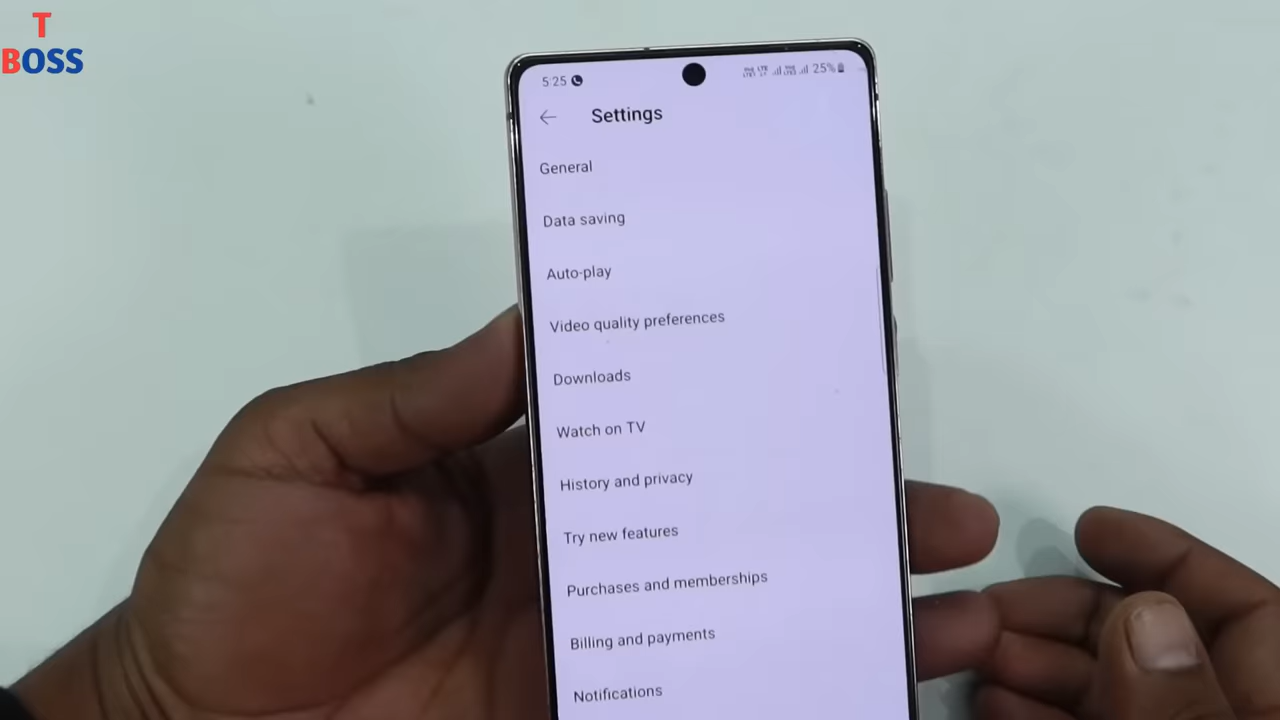 T
BOSS
5:25
25%
Settings
General
Data saving
Auto-play
Video quality preferences
Downloads
Watch on TV
History and privacy
Try new features
Purchases and memberships
Billing and payments
Notifications